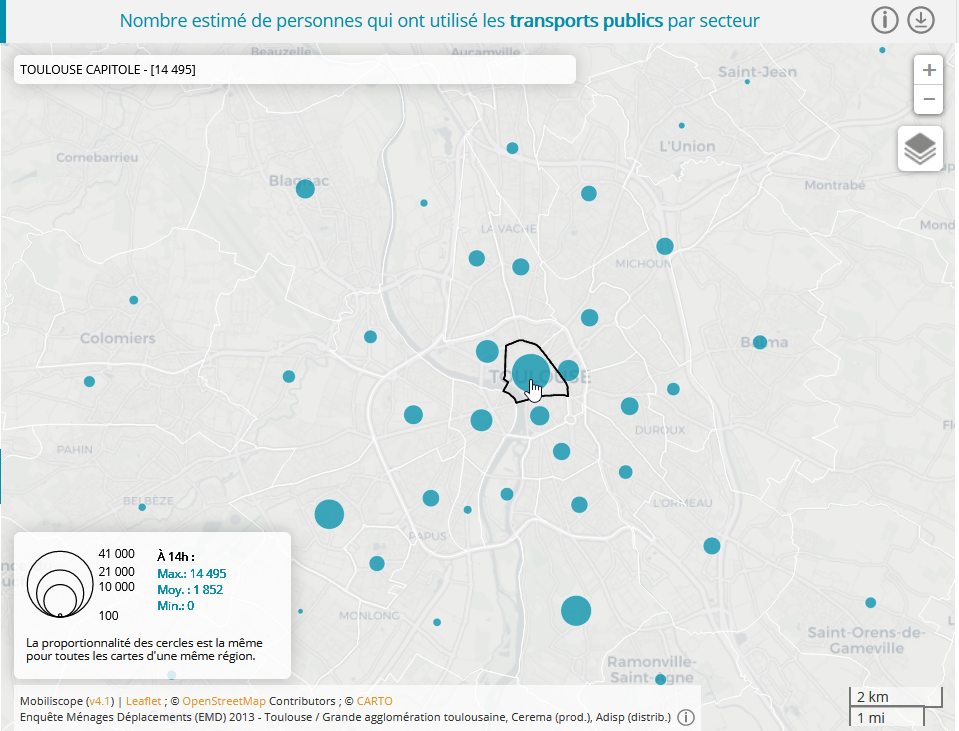 Nombre estimé de personnes qui ont utilisé les transports publics par secteur
Beauzelle
Aucamville
TOULOUSE CAPITOLE - [14 495]
Saint-Jean
+
−
L'Union
Cornebarrieu
Blagnac
Montrabé
LA VACHE
Mond
MICHOUN
Colomiers
Balma
TOULOUSE
DUROUX
PAHIN
BELBÈZE
L'ORMEAU
PAPUS
41 000
21 000
10 000
100
À 14h :
Max.: 14 495
Moy. : 1 852
Min.: 0
MONLONG
La proportionnalité des cercles est la même
pour toutes les cartes d'une même région.
Saint-Orens-de-
Gameville
Ramonville-
Saint-Agne
Mobiliscope (v4.1) | Leaflet ; © OpenStreetMap Contributors ; © CARTO
Enquête Ménages Déplacements (EMD) 2013 - Toulouse / Grande agglomération toulousaine, Cerema (prod.), Adisp (distrib.)
2 km
1 mi